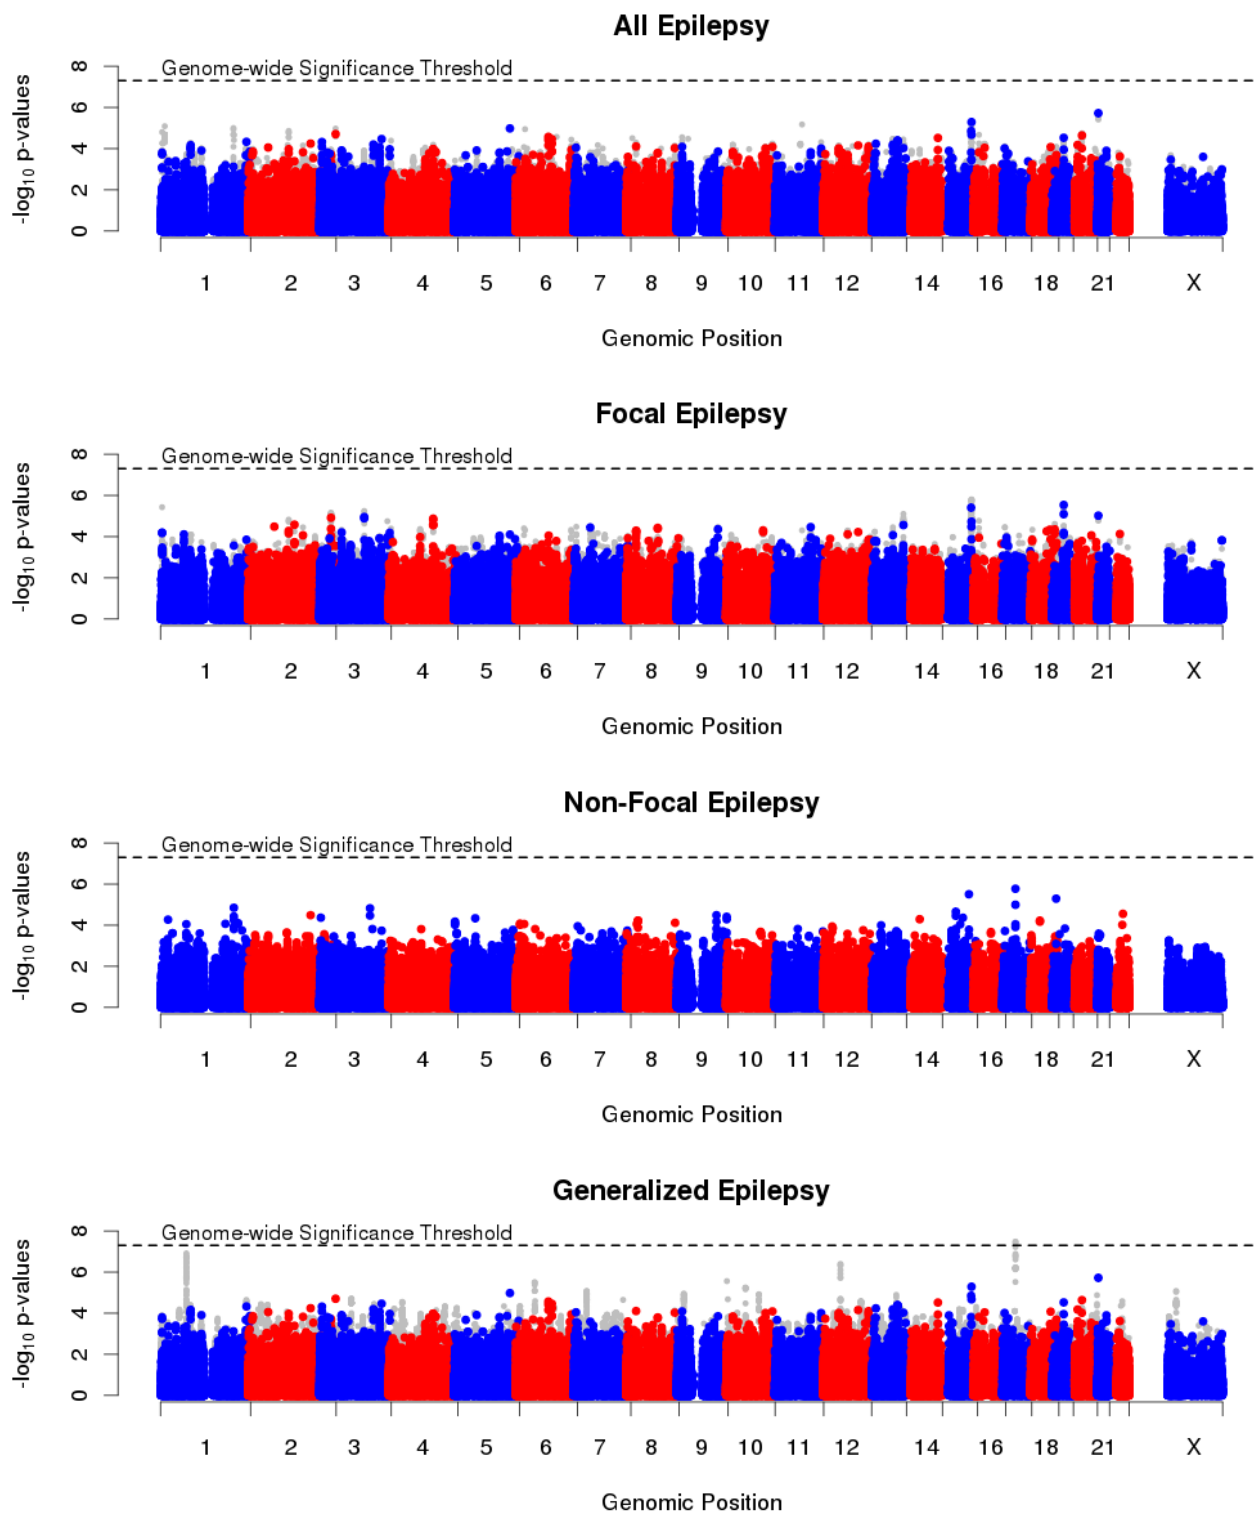 All Epilepsy
Genome-wide Significance Threshold
-log10 p-values
8
6
4
2
0
1 2 3 4 5 6 7 8 9 10 11 12 14 16 18 21 X
Genomic Position
Focal Epilepsy
Genome-wide Significance Threshold
-log10 p-values
8
6
4
2
0
1 2 3 4 5 6 7 8 9 10 11 12 14 16 18 21 X
Genomic Position
Non-Focal Epilepsy
Genome-wide Significance Threshold
-log10 p-values
8
6
4
2
0
1 2 3 4 5 6 7 8 9 10 11 12 14 16 18 21 X
Genomic Position
Generalized Epilepsy
Genome-wide Significance Threshold
-log10 p-values
8
6
4
2
0
1 2 3 4 5 6 7 8 9 10 11 12 14 16 18 21 X
Genomic Position